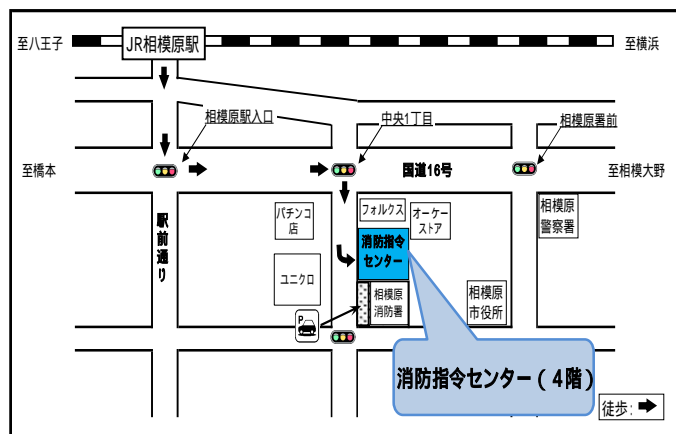 至八王子
JR相模原駅
至横浜
相模原駅入口
中央1丁目
相模原署前
至橋本
国道16号
至相模大野
駅前通り
パチンコ
店
フォルクス
オーケー
ストア
相模原
警察署
消防指令
センター
ユニクロ
相模原
消防署
相模原
市役所
P
消防指令センター（４階）
徒歩: